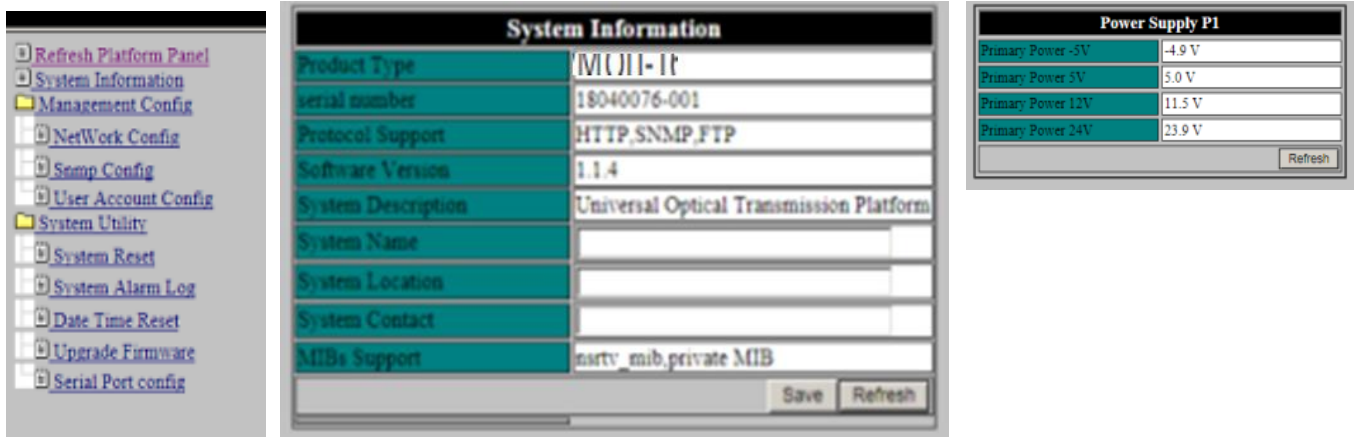 Refresh Platform Panel
System Information
Management Config
NetWork Config
Snmp Config
User Account Config
System Utility
System Reset
System Alarm Log
Date Time Reset
Upgrade Firmware
Serial Port config
System Information
Product Type
serial number 18040076-001
Protocol Support HTTP,SNMP,FTP
Software Version 1.1.4
System Description Universal Optical Transmission Platform
System Name
System Location
System Contact
MIBs Support nsrtv_mib,private MIB
Save Refresh
Power Supply P1
Primary Power -5V -4.9 V
Primary Power 5V 5.0 V
Primary Power 12V 11.5 V
Primary Power 24V 23.9 V
Refresh